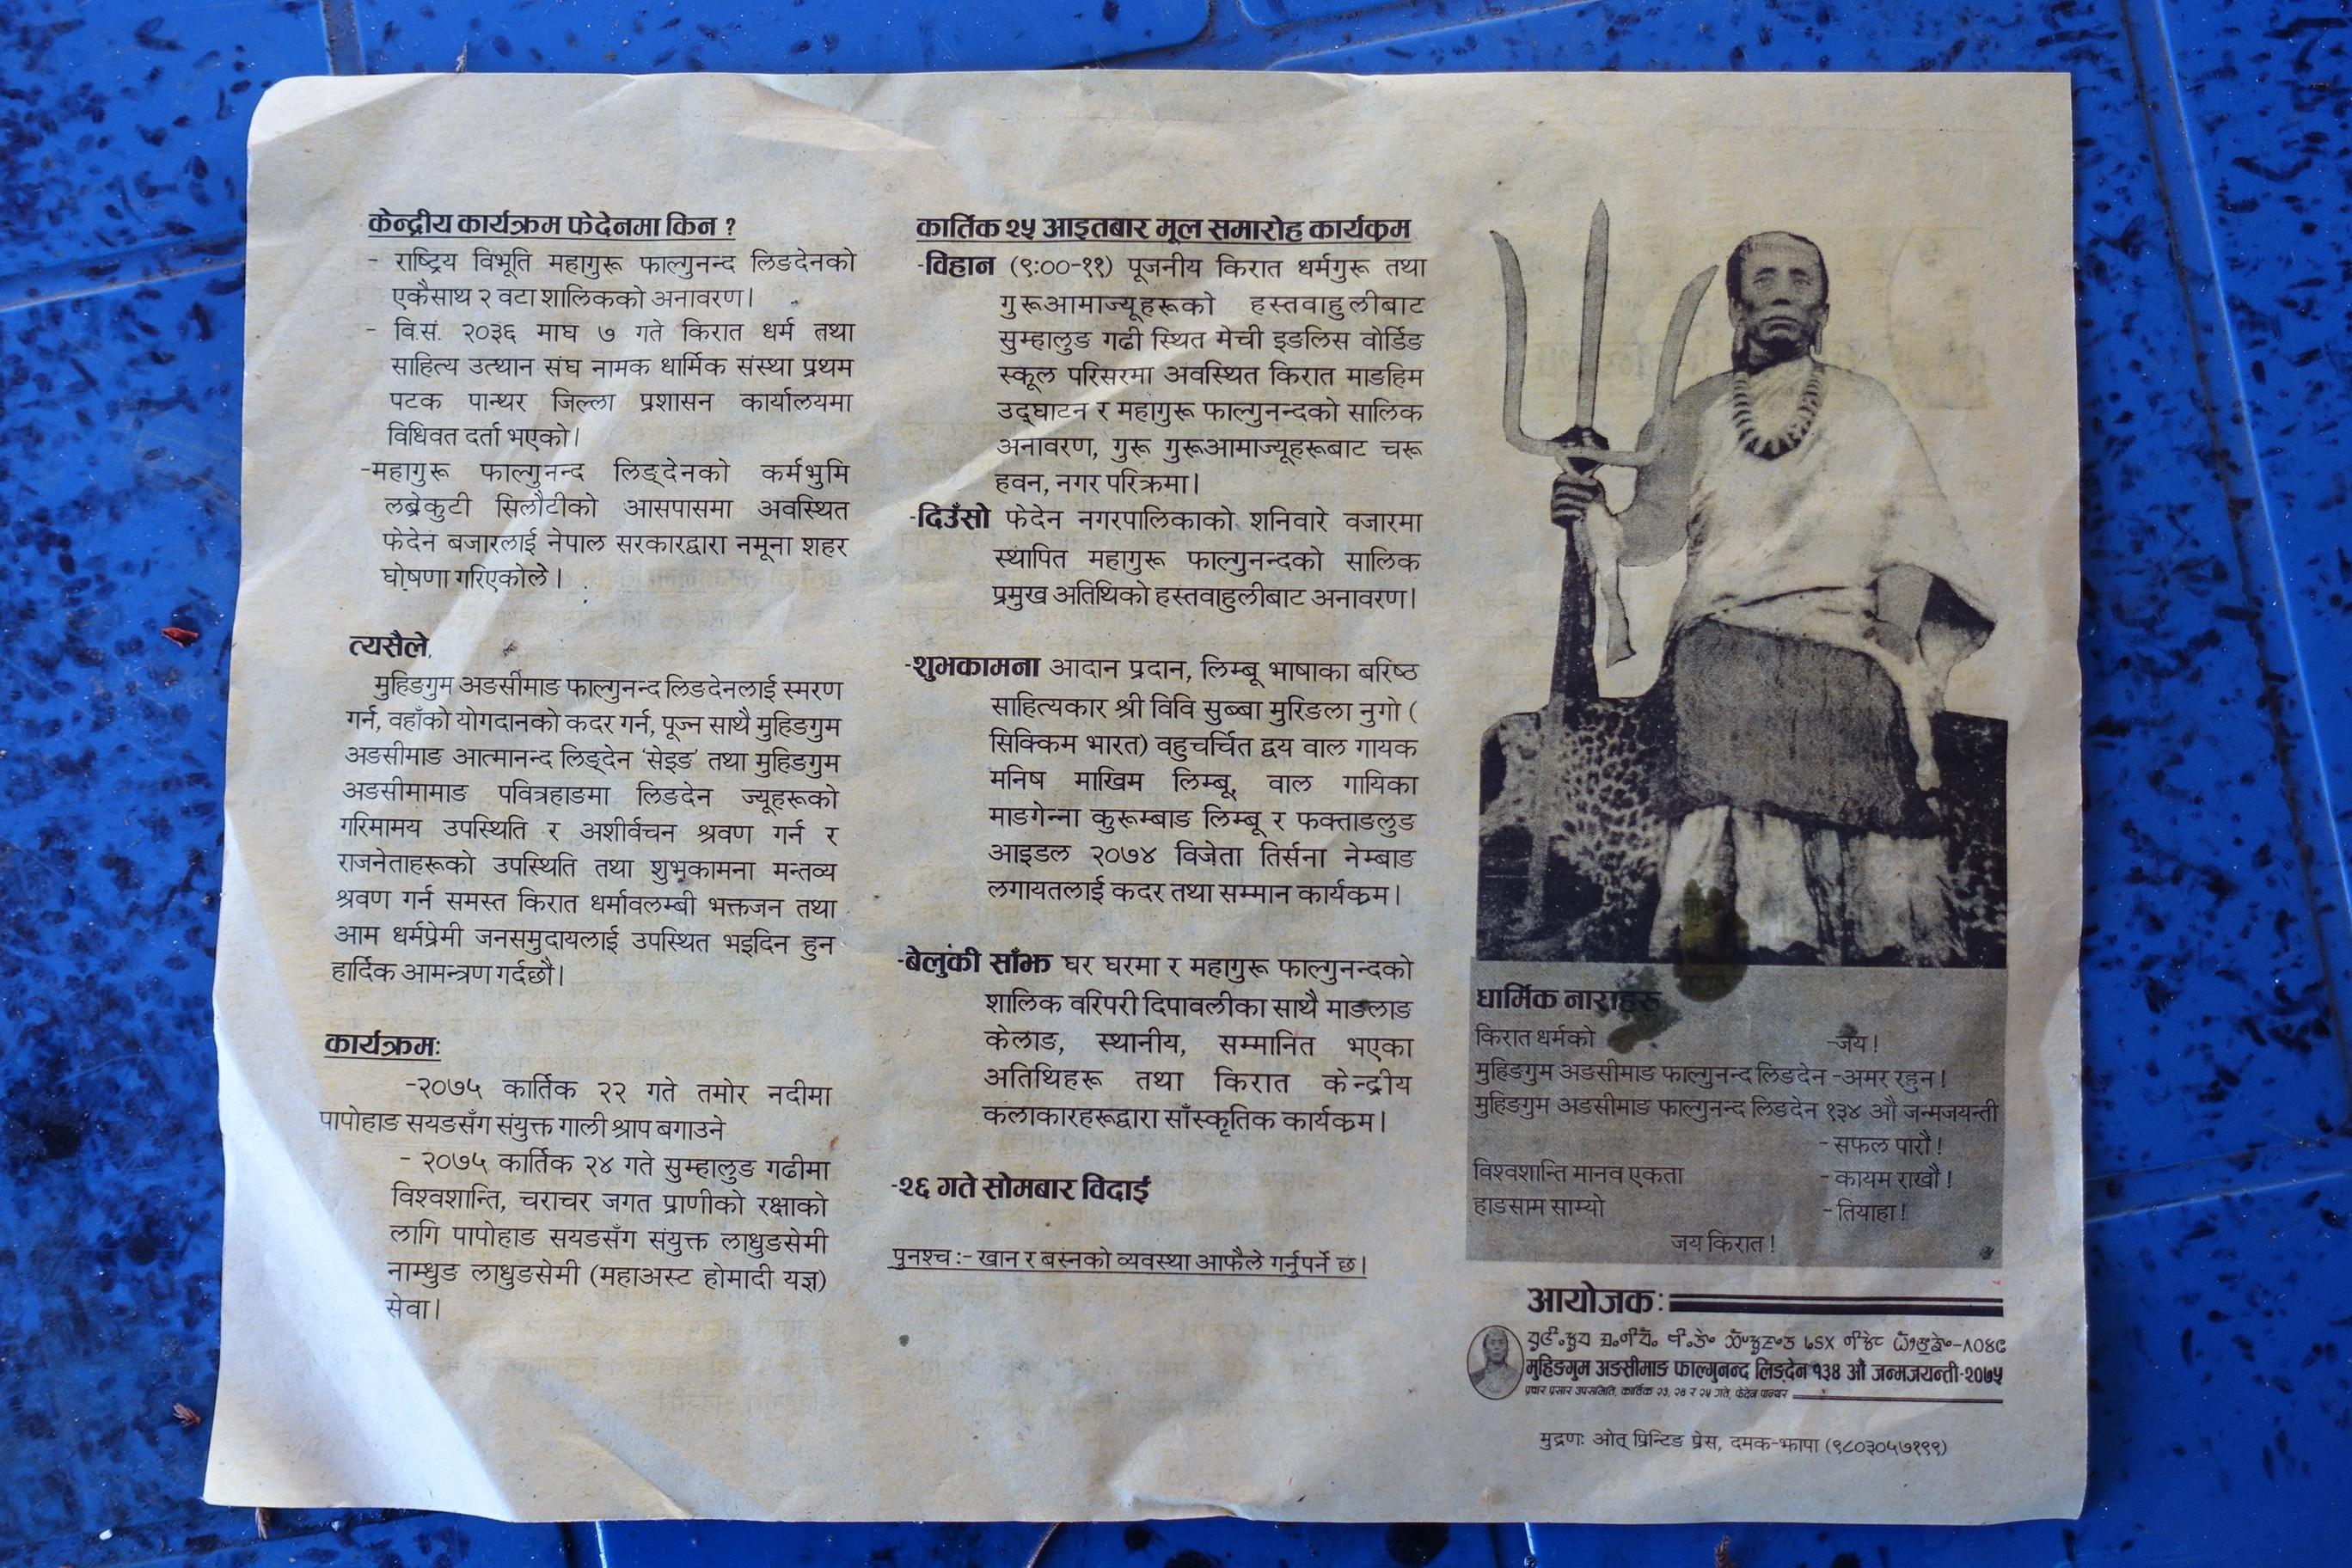 केन्द्रीय कार्यक्रम फेदेनमा किन ?
- राष्ट्रिय विभूति महागुरू फाल्गुनन्द लिङदेनको
एकैसाथ २ वटा शालिकको अनावरण।
- वि.सं. २०३६ माघ ७ गते किरात धर्म तथा
साहित्य उत्थान संघ नामक धार्मिक संस्था प्रथम
पटक पान्थर जिल्ला प्रशासन कार्यालयमा
विधिवत दर्ता भएको।
-महागुरू फाल्गुनन्द लिङ्देनको कर्मभुमि
लब्रेकुटी सिलौटीको आसपासमा अवस्थित
फेदेन बजारलाई नेपाल सरकारद्वारा नमूना शहर
घोषणा गरिएकोले।
त्यसैले,
मुहिङगुम अङसीमाङ फाल्गुनन्द लिङदेनलाई स्मरण
गर्न, वहाँको योगदानको कदर गर्न, पूज्न साथै मुहिङगुम
अङसीमाङ आत्मानन्द लिङ्देन 'सेइङ' तथा मुहिङगुम
अङसीमामाङ पवित्रहाङमा लिङदेन ज्यूहरूको
गरिमामय उपस्थिति र अशीर्वचन श्रवण गर्न र
राजनेताहरूको उपस्थिति तथा शुभकामना मन्तव्य
श्रवण गर्न समस्त किरात धर्मावलम्बी भक्तजन तथा
आम धर्मप्रेमी जनसमुदायलाई उपस्थित भइदिन हुन
हार्दिक आमन्त्रण गर्दछौ।
कार्यक्रमः
-२०७५ कार्तिक २२ गते तमोर नदीमा
पापोहाङ सयङसँग संयुक्त गाली श्राप बगाउने
- २०७५ कार्तिक २४ गते सुम्हालुङ गढीमा
विश्वशान्ति, चराचर जगत प्राणीको रक्षाको
लागि पापोहाङ सयङसँग संयुक्त लाधुङसेमी
नाम्धुङ लाधुङसेमी (महाअस्ट होमादी यज्ञ)
सेवा।
कार्तिक २५ आइतबार मूल समारोह कार्यक्रम
-विहान (९:००-११) पूजनीय किरात धर्मगुरू तथा
गुरूआमाज्यूहरूको हस्तवाहुलीबाट
सुम्हालुङ गढी स्थित मेची इङलिस वोर्डिङ
स्कूल परिसरमा अवस्थित किरात माङहिम
उद्घाटन र महागुरू फाल्गुनन्दको सालिक
अनावरण, गुरू गुरूआमाज्यूहरूबाट चरू
हवन, नगर परिक्रमा।
-दिउँसो फेदेन नगरपालिकाको शनिवारे वजारमा
स्थापित महागुरू फाल्गुनन्दको सालिक
प्रमुख अतिथिको हस्तवाहुलीबाट अनावरण।
-शुभकामना आदान प्रदान, लिम्बू भाषाका बरिष्ठ
साहित्यकार श्री विवि सुब्बा मुरिङला नुगो (
सिक्किम भारत) वहुचर्चित द्वय वाल गायक
मनिष माखिम लिम्बू, वाल गायिका
माङगेन्ना कुरूम्बाङ लिम्बू र फक्ताङलुङ
आइडल २०७४ विजेता तिर्सना नेम्बाङ
लगायतलाई कदर तथा सम्मान कार्यक्रम।
-बेलुकी साँझ घर घरमा र महागुरू फाल्गुनन्दको
शालिक वरिपरी दिपावलीका साथै माङलाङ
केलाङ, स्थानीय, सम्मानित भएका
अतिथिहरू तथा किरात केन्द्रीय
कलाकारहरूद्वारा साँस्कृतिक कार्यक्रम।
-२६ गते सोमबार विदाई
पुनश्च :- खान र बस्नको व्यवस्था आफैले गर्नुपर्ने छ।
धार्मिक नाराहरू
किरात धर्मको -जय !
मुहिङगुम अङसीमाङ फाल्गुनन्द लिङदेन -अमर रहुन !
मुहिङगुम अङसीमाङ फाल्गुनन्द लिङदेन १३४ औ जन्मजयन्ती
- सफल पारौ !
विश्वशान्ति मानव एकता - कायम राखौ !
हाङसाम साम्यो - तियाहा !
जय किरात !
आयोजक:
मुहिङगुम अङसीमाङ फाल्गुनन्द लिङ्देन १३४ औ जन्मजयन्ती-२०७५
प्रचार प्रसार उपसमिति, कार्तिक २३, २४ र २५ गते, फेदेन पान्थर
मुद्रणः ओत् प्रिन्टिङ प्रेस, दमक-झापा (९८०३०५७१९९)